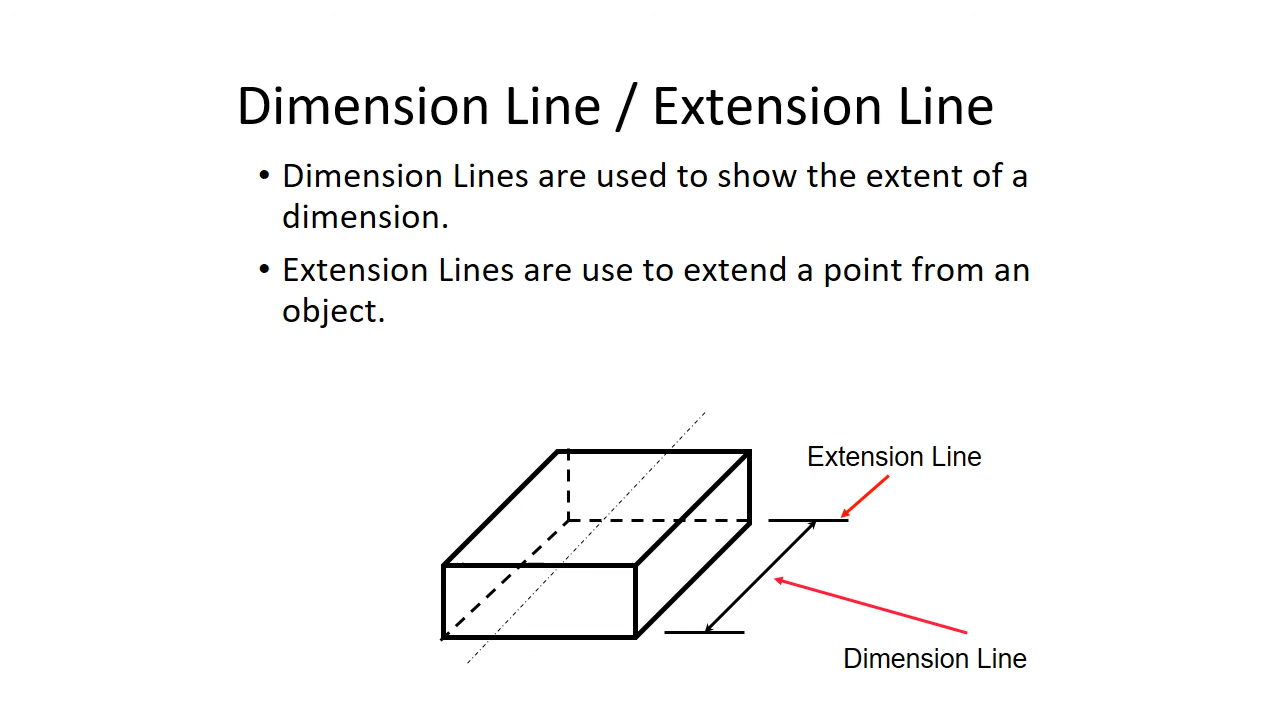 Dimension Line / Extension Line
• Dimension Lines are used to show the extent of a
dimension.
• Extension Lines are use to extend a point from an
object.
Extension Line
Dimension Line